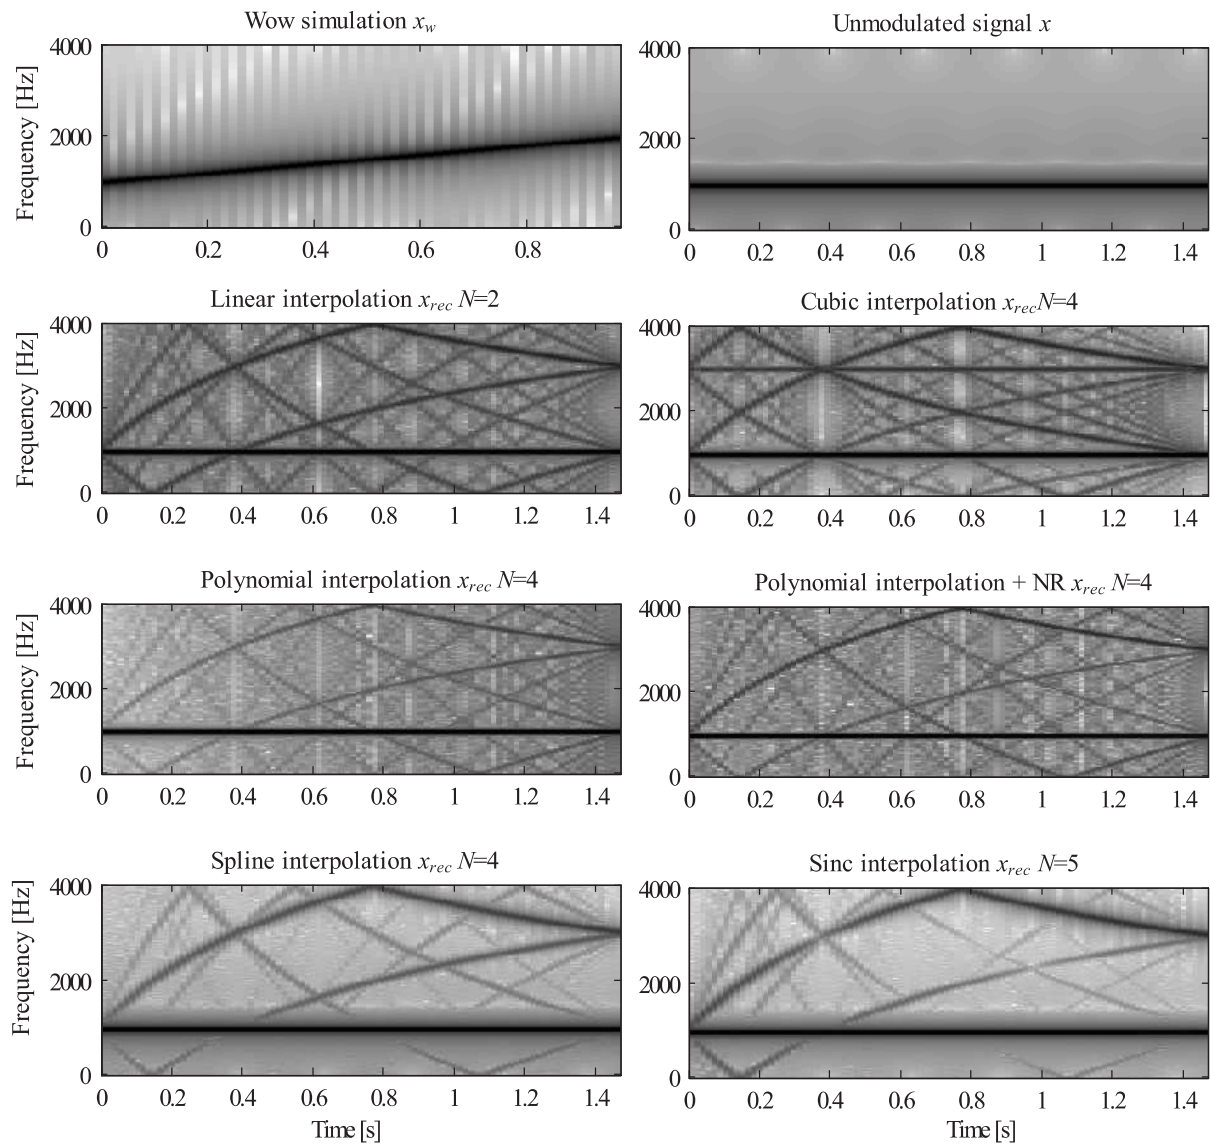 Wow simulation x_w
Unmodulated signal x
Frequency [Hz]
4000
2000
0
0 0.2 0.4 0.6 0.8
4000
2000
0
0 0.2 0.4 0.6 0.8 1 1.2 1.4
Linear interpolation x_rec N=2
Cubic interpolation x_rec N=4
Frequency [Hz]
4000
2000
0
0 0.2 0.4 0.6 0.8 1 1.2 1.4
4000
2000
0
0 0.2 0.4 0.6 0.8 1 1.2 1.4
Polynomial interpolation x_rec N=4
Polynomial interpolation + NR x_rec N=4
Frequency [Hz]
4000
2000
0
0 0.2 0.4 0.6 0.8 1 1.2 1.4
4000
2000
0
0 0.2 0.4 0.6 0.8 1 1.2 1.4
Spline interpolation x_rec N=4
Sinc interpolation x_rec N=5
Frequency [Hz]
4000
2000
0
0 0.2 0.4 0.6 0.8 1 1.2 1.4
Time [s]
4000
2000
0
0 0.2 0.4 0.6 0.8 1 1.2 1.4
Time [s]